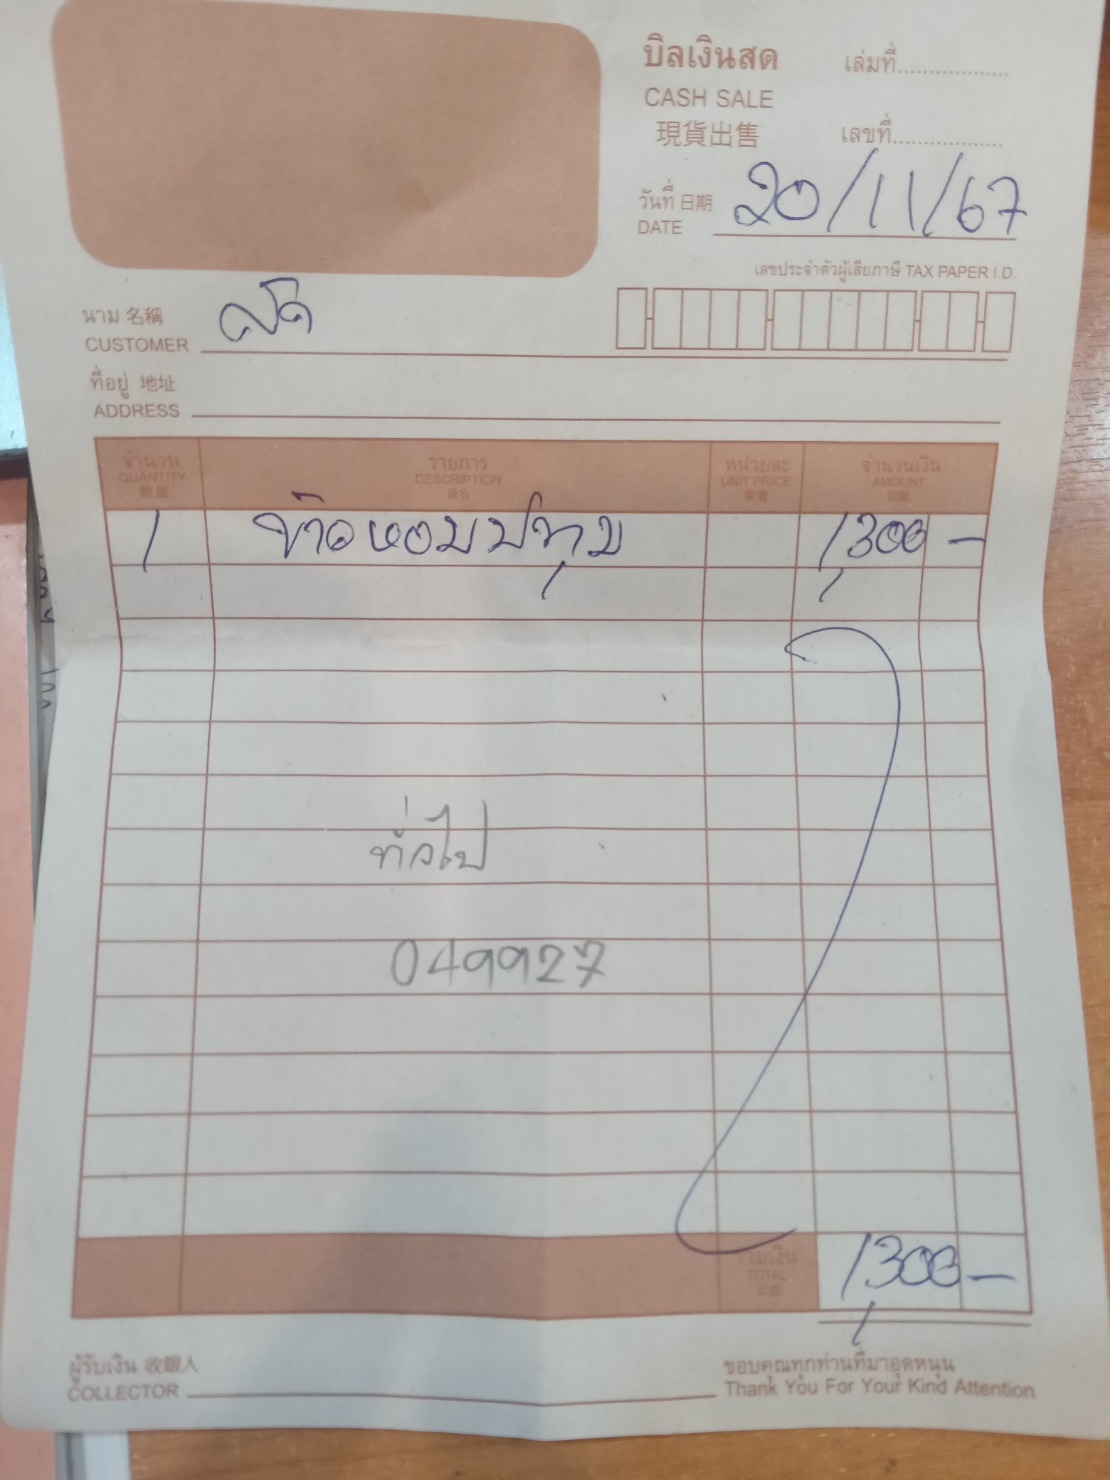 บิลเงินสด เล่มที่
CASH SALE
現貨出售 เลขที่
วันที่ 日期 20/11/67
DATE
เลขประจำตัวผู้เสียภาษี TAX PAPER I.D.
นาม 名稱 สด
CUSTOMER
ที่อยู่ 地址
ADDRESS
จำนวน รายการ หน่วยละ จำนวนเงิน
QUANTITY DESCRIPTION UNIT PRICE AMOUNT
數量 單價
1 ข้าวหอมปทุม 1,300 -
ทั่วไป
049927
รวมเงิน
TOTAL 1,300 -
ผู้รับเงิน 收銀人 ขอบคุณทุกท่านที่มาอุดหนุน
COLLECTOR Thank You For Your Kind Attention